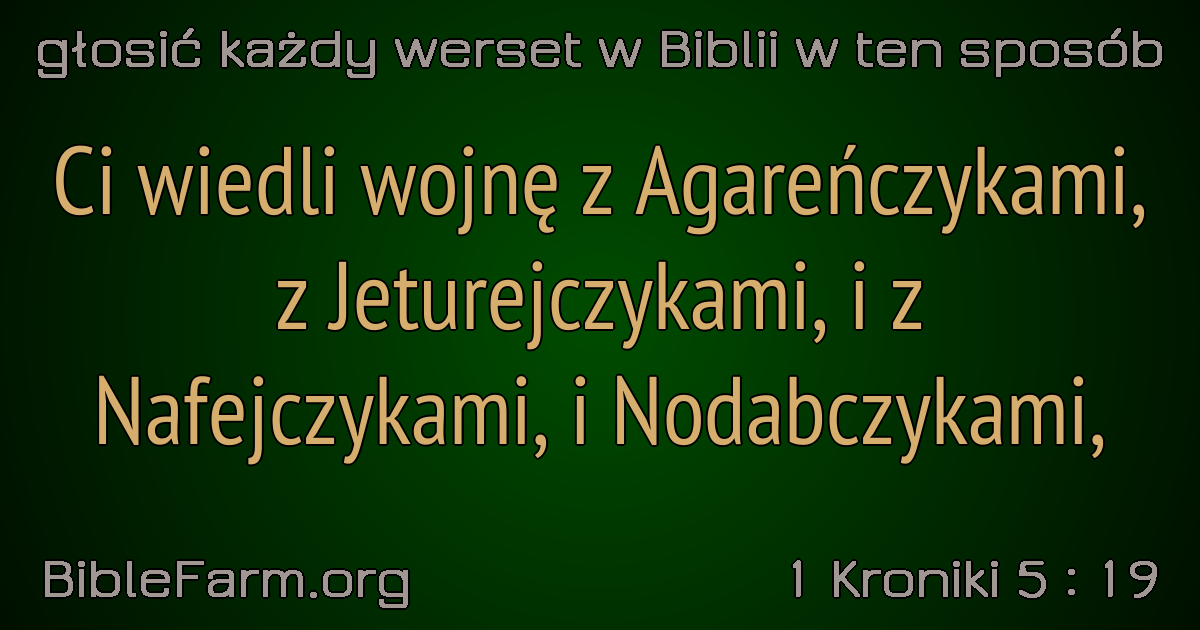 głosić każdy werset w Biblii w ten sposób
Ci wiedli wojnę z Agareńczykami,
z Jeturejczykami, i z
Nafejczykami, i Nodabczykami,
BibleFarm.org
1 Kroniki 5 : 19